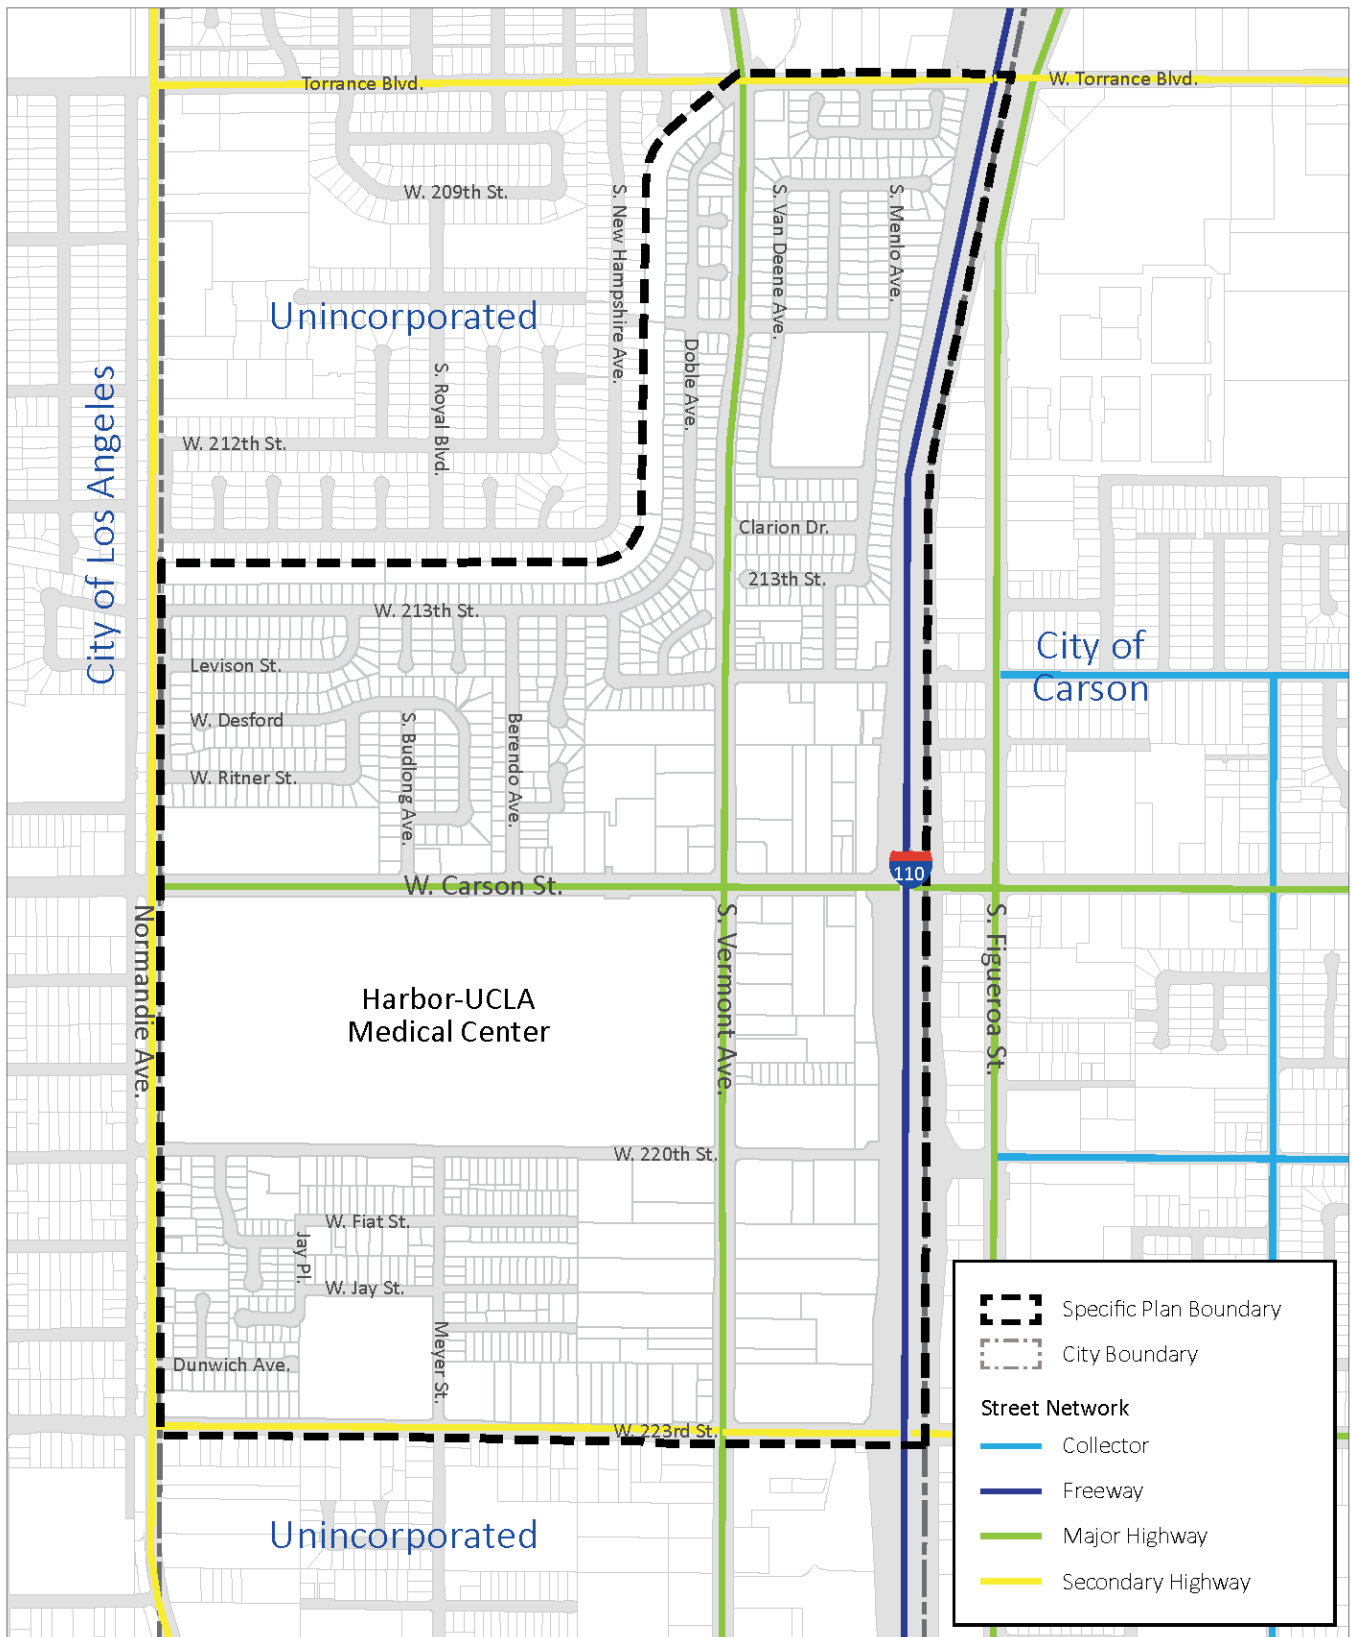 Torrance Blvd.
W. Torrance Blvd.
W. 209th St.
S. New Hampshire Ave.
S. Van Deene Ave.
S. Menlo Ave.
Unincorporated
Doble Ave.
S. Royal Blvd.
City of Los Angeles
W. 212th St.
Clarion Dr.
213th St.
W. 213th St.
City of
Carson
Levison St.
W. Desford
S. Budlong Ave.
Berendo Ave.
W. Ritner St.
110
W. Carson St.
Normandie Ave.
S. Vermont Ave.
S. Figueroa St.
Harbor-UCLA
Medical Center
W. 220th St.
W. Fiat St.
Jay Pl.
W. Jay St.
Meyer St.
Dunwich Ave.
W. 223rd St.
Unincorporated
Specific Plan Boundary
City Boundary
Street Network
Collector
Freeway
Major Highway
Secondary Highway